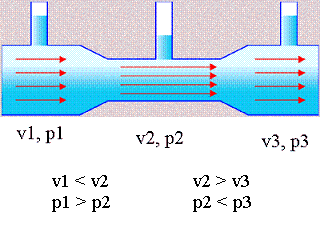 v1, p1 v2, p2 v3, p3
v1 < v2 v2 > v3
p1 > p2 p2 < p3